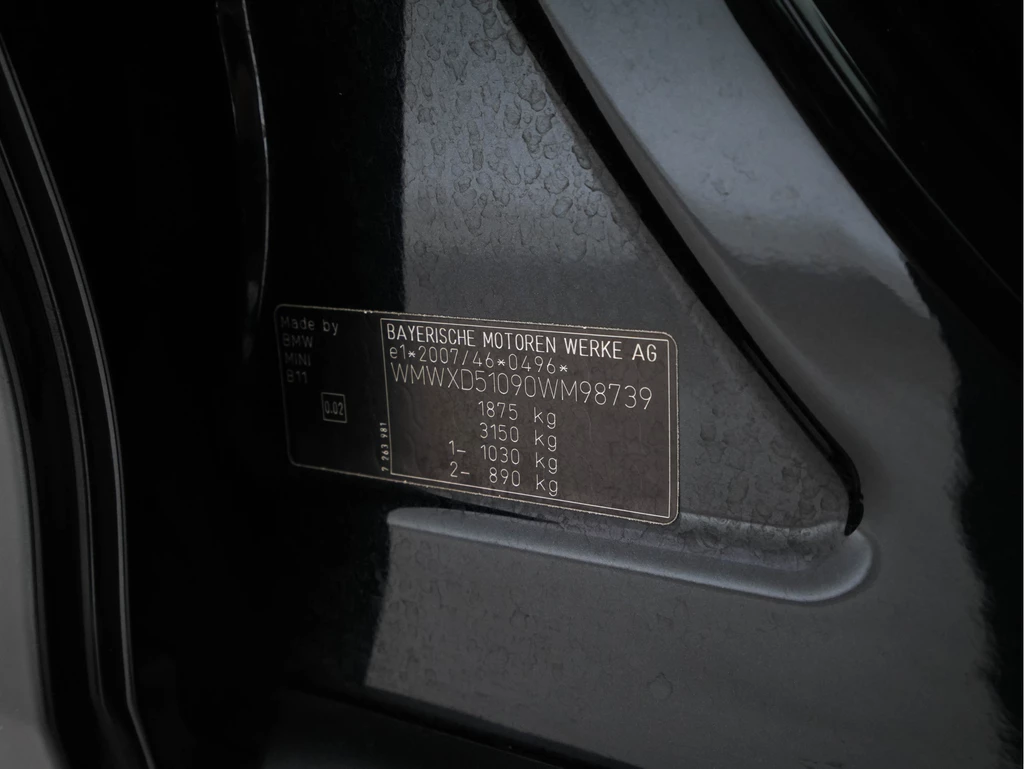 Made by
BMW
MINI
B11
0.02
7 263 981
BAYERISCHE MOTOREN WERKE AG
e1*2007/46*0496*
WMWXD51090WM98739
1875 kg
3150 kg
1- 1030 kg
2- 890 kg